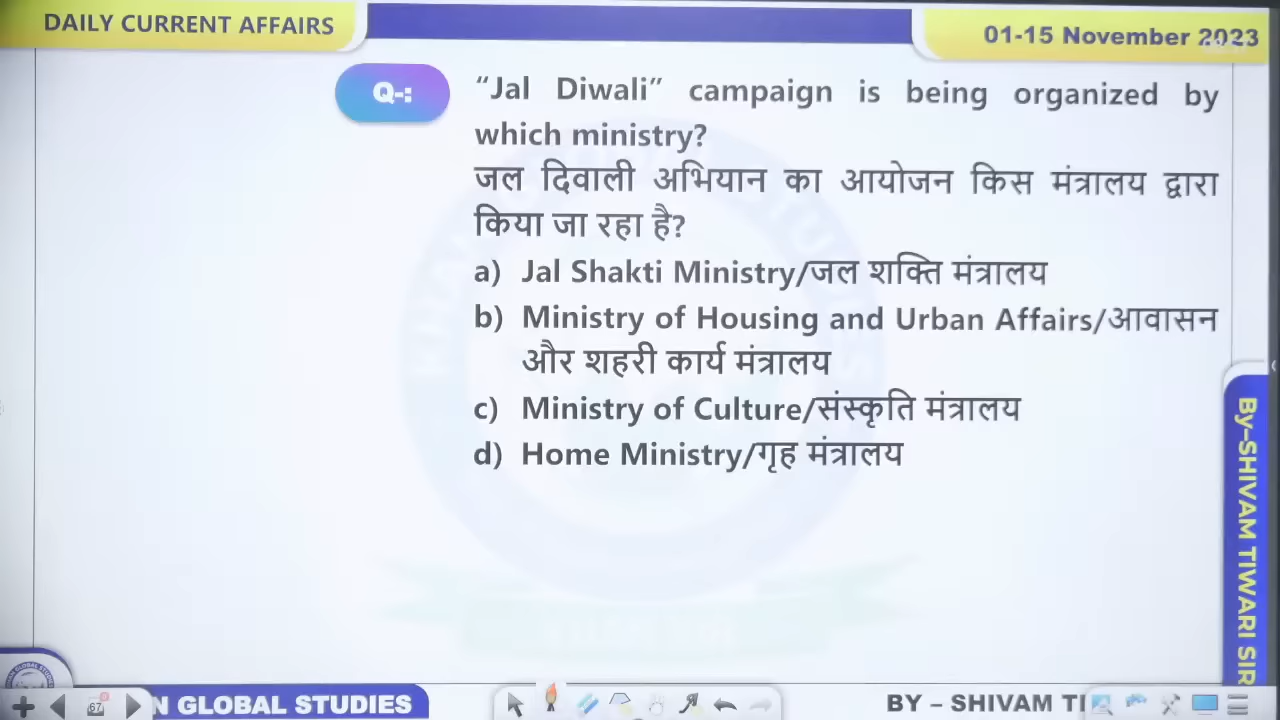 DAILY CURRENT AFFAIRS
01-15 November 2023
Q-:
“Jal Diwali” campaign is being organized by
which ministry?
जल दिवाली अभियान का आयोजन किस मंत्रालय द्वारा
किया जा रहा है?
a) Jal Shakti Ministry/जल शक्ति मंत्रालय
b) Ministry of Housing and Urban Affairs/आवासन
और शहरी कार्य मंत्रालय
c) Ministry of Culture/संस्कृति मंत्रालय
d) Home Ministry/गृह मंत्रालय
By-SHIVAM TIWARI SIR
67
N GLOBAL STUDIES
BY – SHIVAM TI